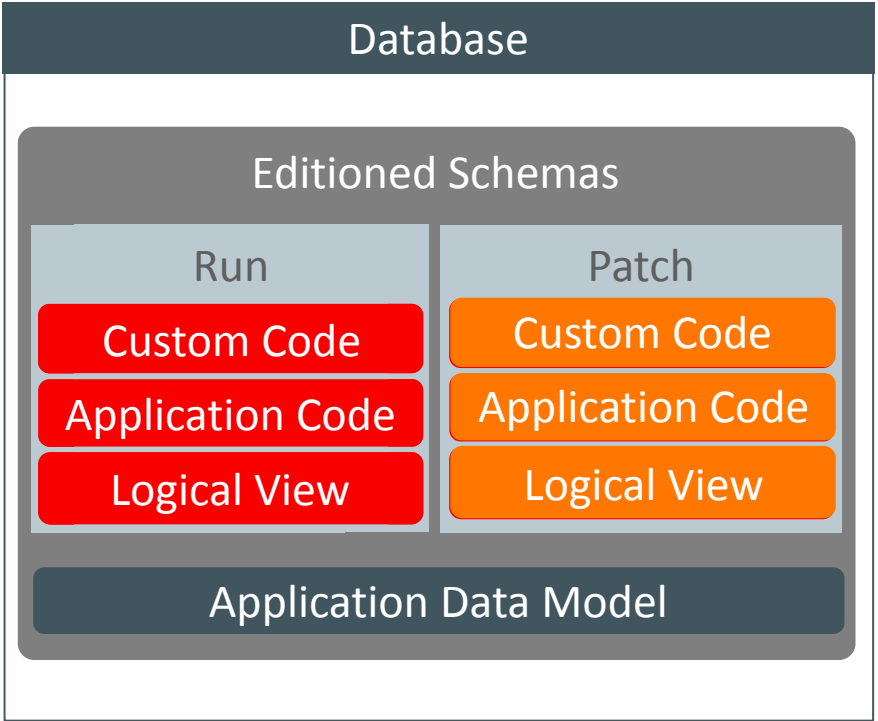 Database
Editioned Schemas
Run
Custom Code
Application Code
Logical View
Patch
Custom Code
Application Code
Logical View
Application Data Model